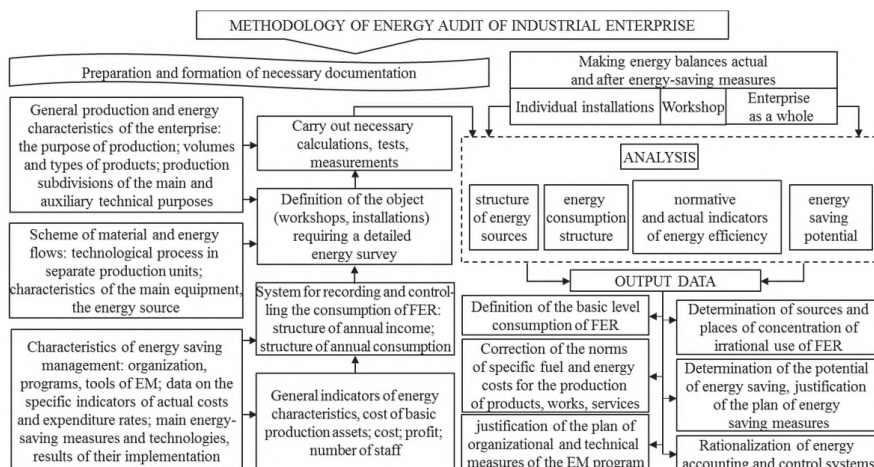 METHODOLOGY OF ENERGY AUDIT OF INDUSTRIAL ENTERPRISE
Preparation and formation of necessary documentation
General production and energy
characteristics of the enterprise:
the purpose of production; volumes
and types of products; production
subdivisions of the main and
auxiliary technical purposes
Scheme of material and energy
flows: technological process in
separate production units;
characteristics of the main equipment,
the energy source
Characteristics of energy saving
management: organization,
programs, tools of EM; data on the
specific indicators of actual costs
and expenditure rates; main energy-
saving measures and technologies,
results of their implementation
Carry out necessary
calculations, tests,
measurements
Definition of the object
(workshops, installations)
requiring a detailed
energy survey
System for recording and control-
ling the consumption of FER:
structure of annual income;
structure of annual consumption
General indicators of energy
characteristics, cost of basic
production assets; cost; profit;
number of staff
Making energy balances actual
and after energy-saving measures
Individual installations
Workshop
Enterprise
as a whole
ANALYSIS
structure
of energy
sources
energy
consumption
structure
normative
and actual indicators
of energy efficiency
energy
saving
potential
OUTPUT DATA
Definition of the basic level
consumption of FER
Correction of the norms
of specific fuel and energy
costs for the production
of products, works, services
justification of the plan of
organizational and technical
measures of the EM program
Determination of sources and
places of concentration of
irrational use of FER
Determination of the potential
of energy saving, justification
of the plan of energy
saving measures
Rationalization of energy
accounting and control systems